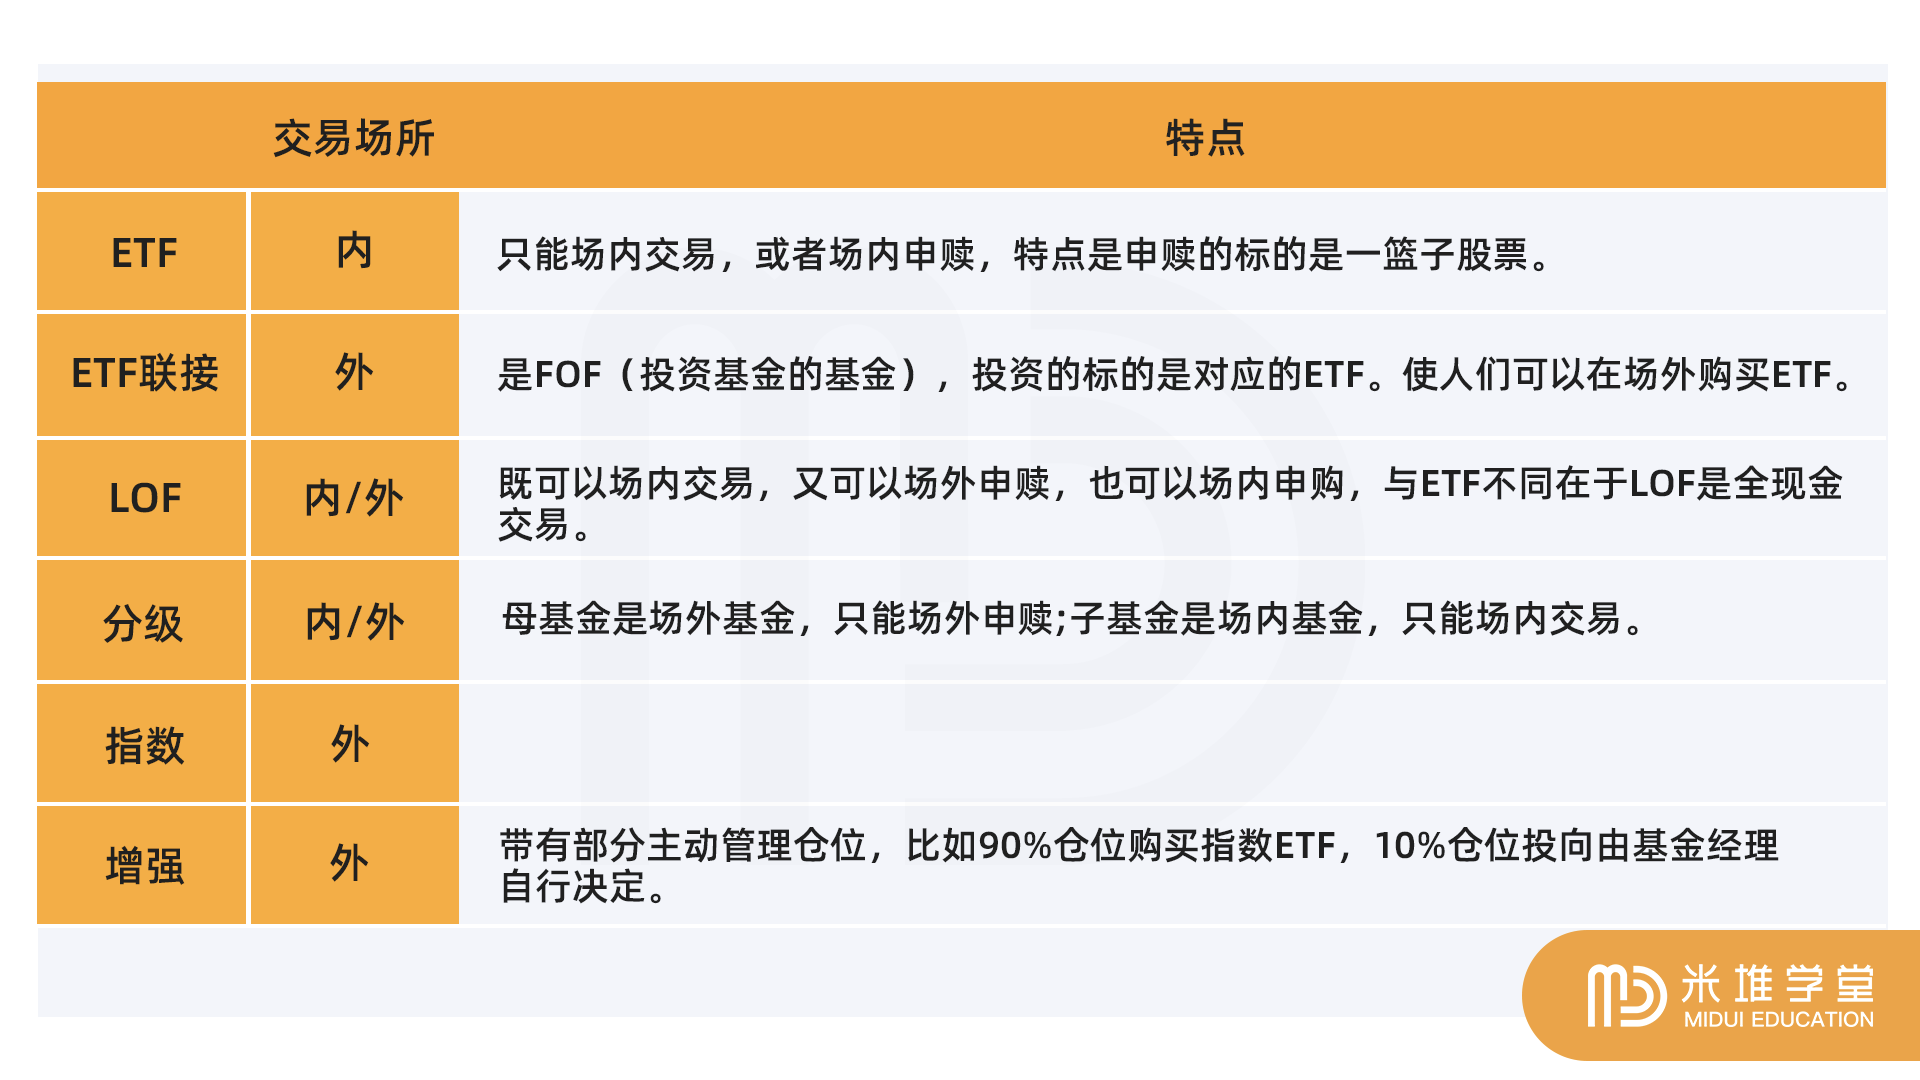 交易场所 特点
ETF 内 只能场内交易，或者场内申赎，特点是申赎的标的是一篮子股票。
ETF联接 外 是FOF（投资基金的基金），投资的标的是对应的ETF。使人们可以在场外购买ETF。
LOF 内/外 既可以场内交易，又可以场外申赎，也可以场内申购，与ETF不同在于LOF是全现金
交易。
分级 内/外 母基金是场外基金，只能场外申赎;子基金是场内基金，只能场内交易。
指数 外
增强 外 带有部分主动管理仓位，比如90%仓位购买指数ETF，10%仓位投向由基金经理
自行决定。
米堆学堂
MIDUI EDUCATION